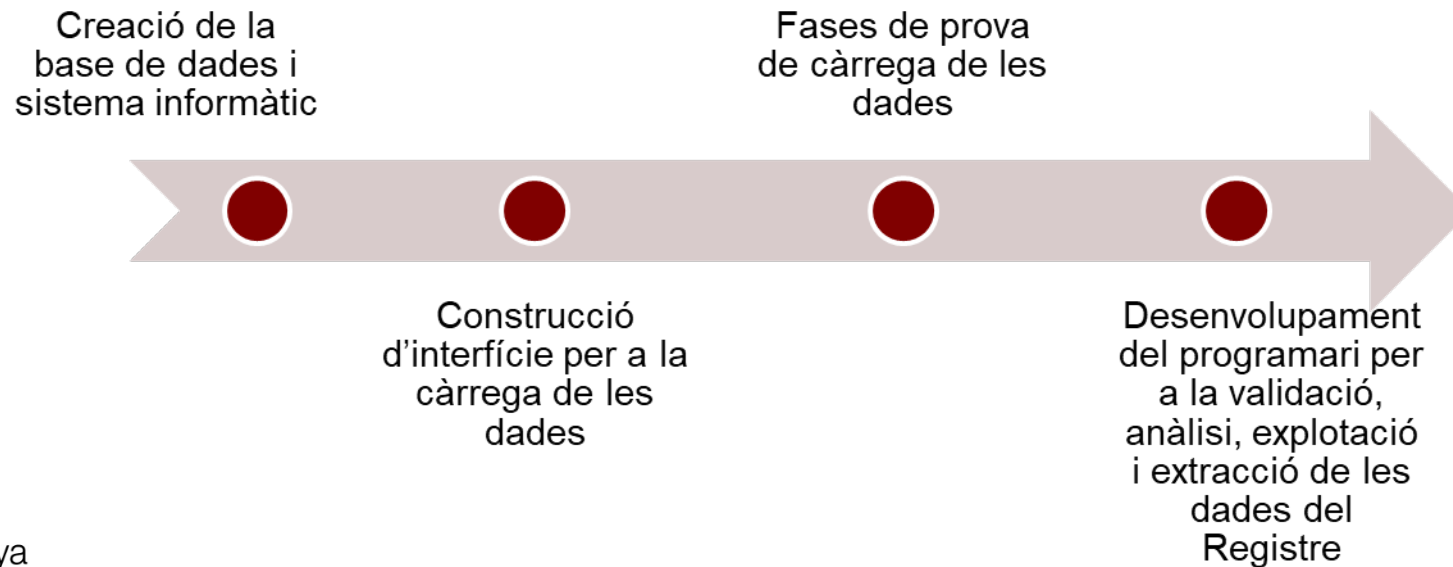 Creació de la
base de dades i
sistema informàtic
Fases de prova
de càrrega de les
dades
Construcció
d’interfície per a la
càrrega de les
dades
Desenvolupament
del programari per
a la validació,
anàlisi, explotació
i extracció de les
dades del
Registre